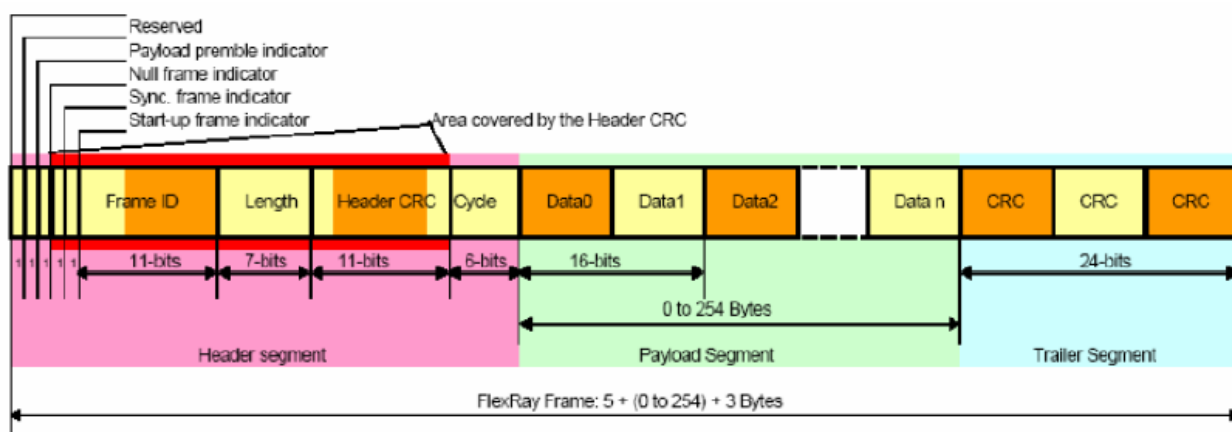 Reserved
Payload premble indicator
Null frame indicator
Sync. frame indicator
Start-up frame indicator
Area covered by the Header CRC
Frame ID Length Header CRC Cycle Data0 Data1 Data2 Data n CRC CRC CRC
1 1 1 1 1 11-bits 7-bits 11-bits 6-bits 16-bits 24-bits
0 to 254 Bytes
Header segment Payload Segment Trailer Segment
FlexRay Frame: 5 + (0 to 254) + 3 Bytes